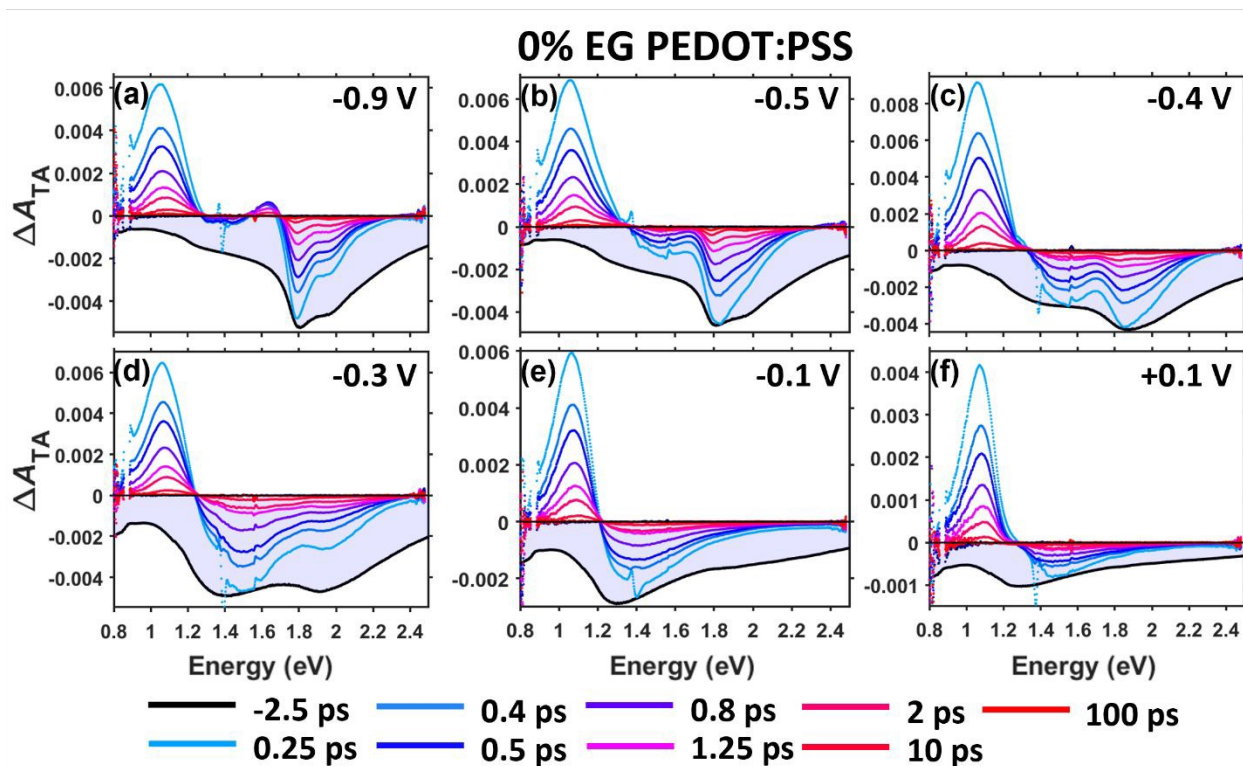 0% EG PEDOT:PSS
(a) -0.9 V
(b) -0.5 V
(c) -0.4 V
ΔA_TA
0.006
0.004
0.002
0
-0.002
-0.004
0.006
0.004
0.002
0
-0.002
-0.004
0.008
0.006
0.004
0.002
0
-0.002
-0.004
(d) -0.3 V
(e) -0.1 V
(f) +0.1 V
ΔA_TA
0.006
0.004
0.002
0
-0.002
-0.004
0.006
0.004
0.002
0
-0.002
0.004
0.003
0.002
0.001
0
-0.001
0.8 1 1.2 1.4 1.6 1.8 2 2.2 2.4
0.8 1 1.2 1.4 1.6 1.8 2 2.2 2.4
0.8 1 1.2 1.4 1.6 1.8 2 2.2 2.4
Energy (eV) Energy (eV) Energy (eV)
-2.5 ps 0.4 ps 0.8 ps 2 ps 100 ps
0.25 ps 0.5 ps 1.25 ps 10 ps